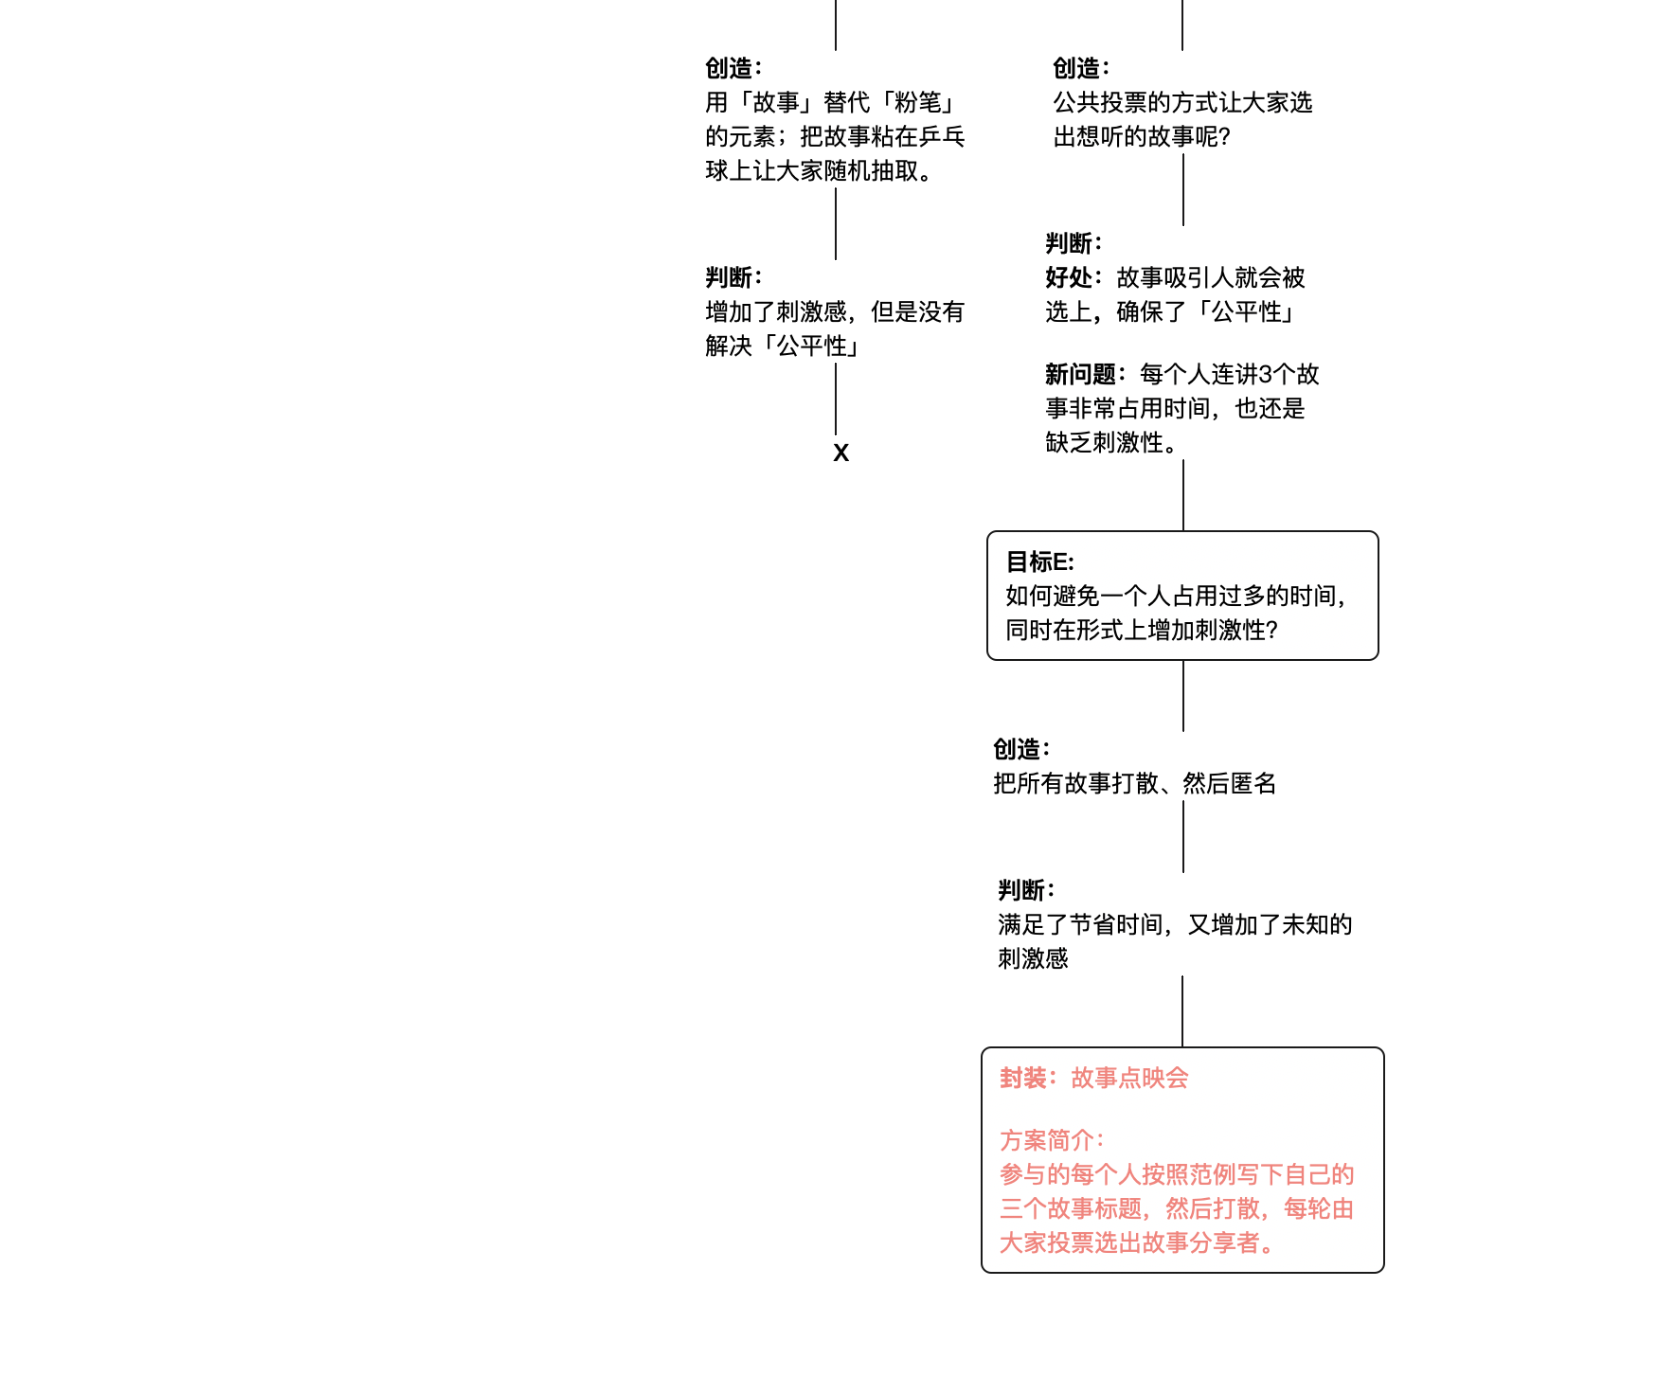 创造：
用「故事」替代「粉笔」
的元素；把故事粘在乒乓
球上让大家随机抽取。
判断：
增加了刺激感，但是没有
解决「公平性」
X
创造：
公共投票的方式让大家选
出想听的故事呢?
判断：
好处：故事吸引人就会被
选上，确保了「公平性」
新问题：每个人连讲3个故
事非常占用时间，也还是
缺乏刺激性。
目标E:
如何避免一个人占用过多的时间，
同时在形式上增加刺激性?
创造：
把所有故事打散、然后匿名
判断：
满足了节省时间，又增加了未知的
刺激感
封装：故事点映会
方案简介：
参与的每个人按照范例写下自己的
三个故事标题，然后打散，每轮由
大家投票选出故事分享者。